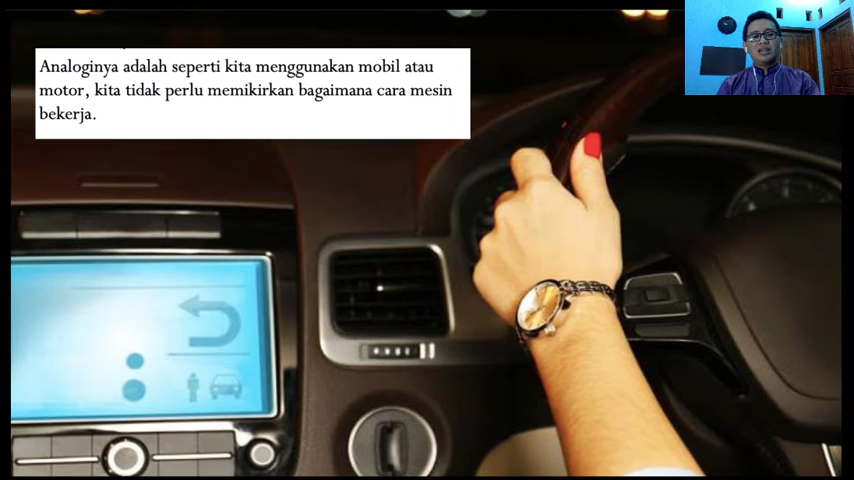 Analoginya adalah seperti kita menggunakan mobil atau
motor, kita tidak perlu memikirkan bagaimana cara mesin
bekerja.